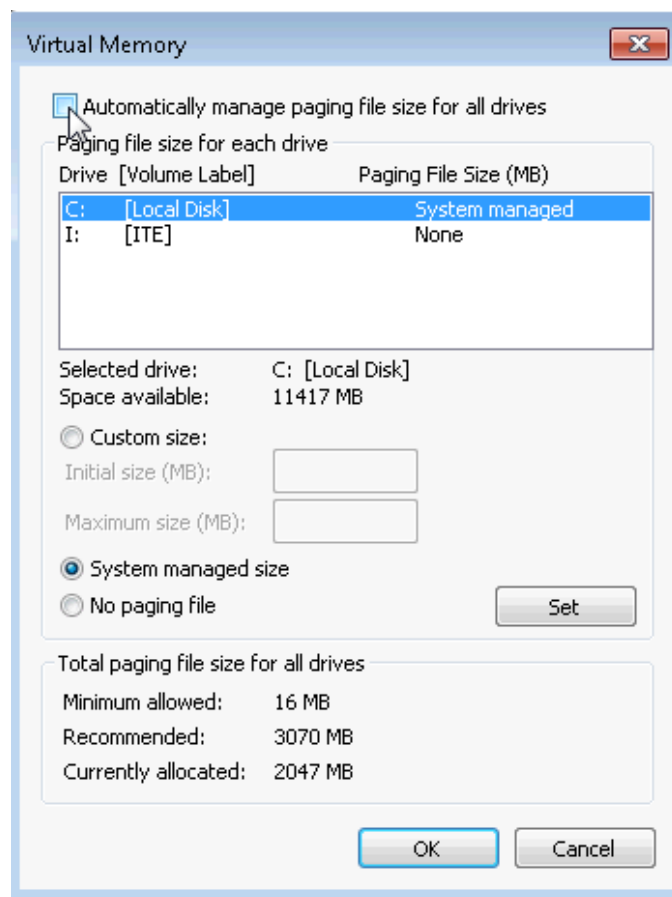 Virtual Memory
Automatically manage paging file size for all drives
Paging file size for each drive
Drive [Volume Label] Paging File Size (MB)
C: [Local Disk] System managed
I: [ITE] None
Selected drive: C: [Local Disk]
Space available: 11417 MB
Custom size:
Initial size (MB):
Maximum size (MB):
System managed size
No paging file Set
Total paging file size for all drives
Minimum allowed: 16 MB
Recommended: 3070 MB
Currently allocated: 2047 MB
OK Cancel